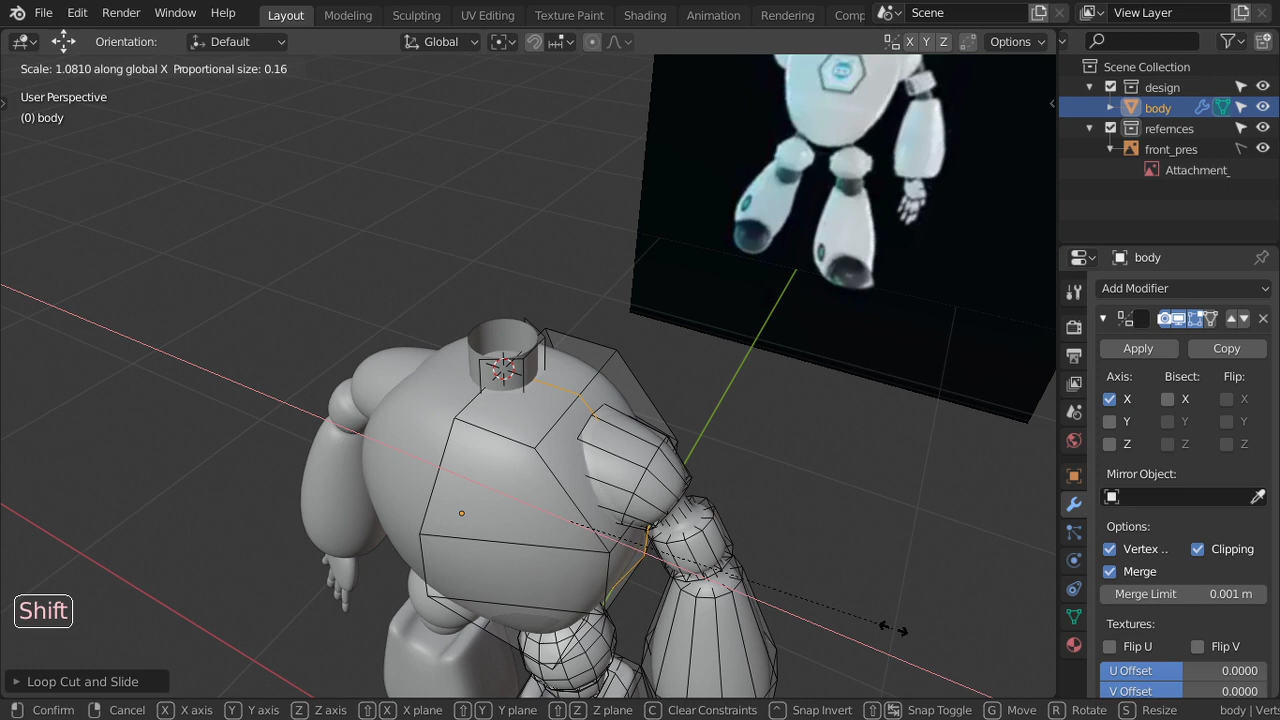 File Edit Render Window Help Layout Modeling Sculpting UV Editing Texture Paint Shading Animation Rendering Comp Scene View Layer
Orientation: Default Global X Y Z Options
Scale: 1.0810 along global X Proportional size: 0.16
User Perspective
(0) body
Scene Collection
design
body
refernces
front_pres
Attachment_
body
Add Modifier
Apply Copy
Axis: Bisect: Flip:
X X X
Y Y Y
Z Z Z
Mirror Object:
Options:
Vertex .. Clipping
Merge
Merge Limit 0.001 m
Textures:
Flip U Flip V
U Offset 0.0000
V Offset 0.0000
Shift
Loop Cut and Slide
Confirm Cancel X X axis Y Y axis Z Z axis X X plane Y Y plane Z Z plane C Clear Constraints Snap Invert Snap Toggle G Move R Rotate S Resize body | Verts